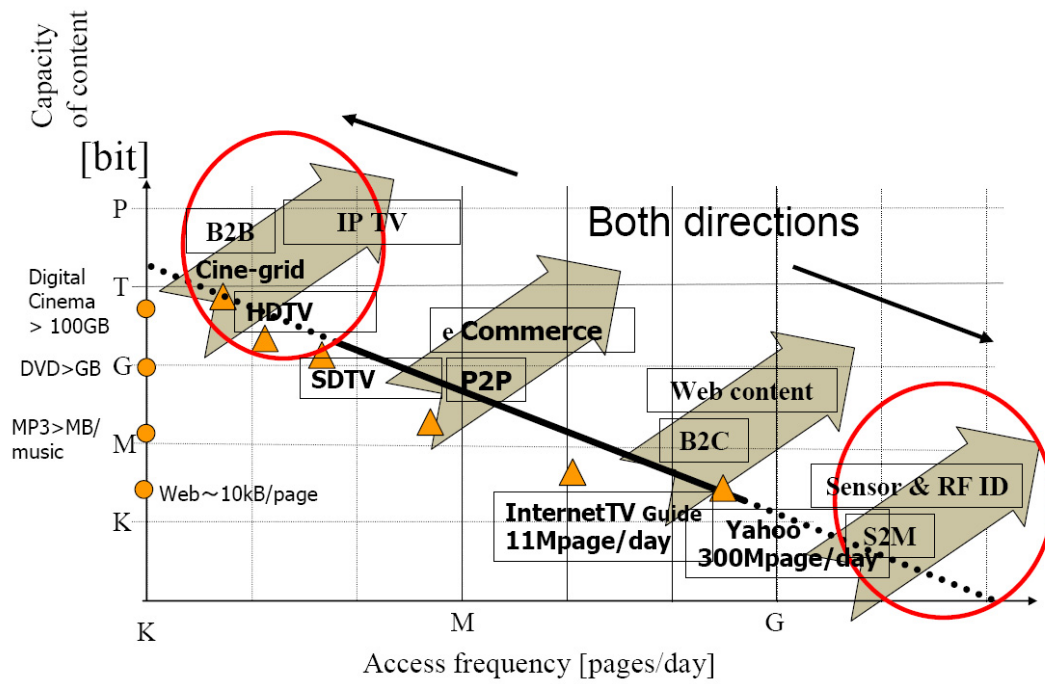 Capacity
of content
[bit]
P
T
G
M
K
Digital
Cinema
> 100GB
DVD>GB
MP3>MB/
music
Web～10kB/page
B2B
IP TV
Cine-grid
HDTV
SDTV
Both directions
e Commerce
P2P
Web content
B2C
InternetTV Guide
11Mpage/day
Yahoo
300Mpage/day
Sensor & RF ID
S2M
K
M
G
Access frequency [pages/day]